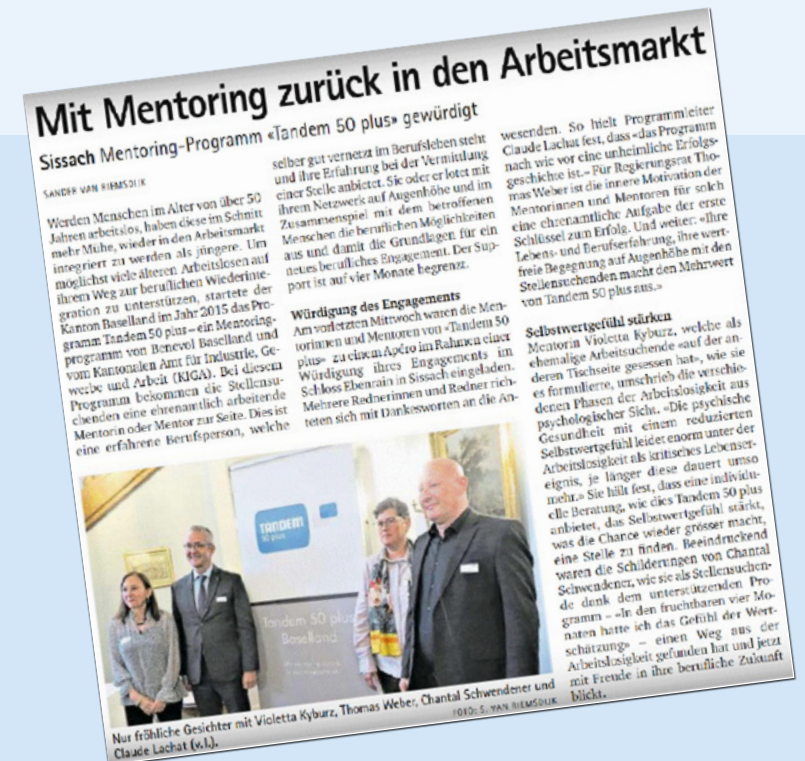 Mit Mentoring zurück in den Arbeitsmarkt
Sissach Mentoring-Programm «Tandem 50 plus» gewürdigt
SANDER VAN RIEMSDIJK
Werden Menschen im Alter von über 50
Jahren arbeitslos, haben diese im Schnitt
mehr Mühe, wieder in den Arbeitsmarkt
integriert zu werden als jüngere. Um
möglichst viele älteren Arbeitslosen auf
ihrem Weg zur beruflichen Wiederinte-
gration zu unterstützen, startete der
Kanton Baselland im Jahr 2015 das Pro-
gramm Tandem 50 plus – ein Mentoring-
programm von Benevol Baselland und
vom Kantonalen Amt für Industrie, Ge-
werbe und Arbeit (KIGA). Bei diesem
Programm bekommen die Stellensu-
chenden eine ehrenamtlich arbeitende
Mentorin oder Mentor zur Seite. Dies ist
eine erfahrene Berufsperson, welche
selber gut vernetzt im Berufsleben steht
und ihre Erfahrung bei der Vermittlung
einer Stelle anbietet. Sie oder er lotet mit
ihrem Netzwerk auf Augenhöhe und im
Zusammenspiel mit dem betroffenen
Menschen die beruflichen Möglichkeiten
aus und damit die Grundlagen für ein
neues berufliches Engagement. Der Sup-
port ist auf vier Monate begrenzt.
Würdigung des Engagements
Am vorletzten Mittwoch waren die Men-
torinnen und Mentoren von «Tandem 50
plus» zu einem Apéro im Rahmen einer
Würdigung ihres Engagements im
Schloss Ebenrain in Sissach eingeladen.
Mehrere Rednerinnen und Redner rich-
teten sich mit Dankesworten an die An-
wesenden. So hielt Programmleiter
Claude Lachat fest, dass «das Programm
nach wie vor eine unheimliche Erfolgs-
geschichte ist.» Für Regierungsrat Tho-
mas Weber ist die innere Motivation der
Mentorinnen und Mentoren für solch
eine ehrenamtliche Aufgabe der erste
Schlüssel zum Erfolg. Und weiter: «Ihre
Lebens- und Berufserfahrung, ihre wert-
freie Begegnung auf Augenhöhe mit den
Stellensuchenden macht den Mehrwert
von Tandem 50 plus aus.»
Selbstwertgefühl stärken
Mentorin Violetta Kyburz, welche als
ehemalige Arbeitsuchende «auf der an-
deren Tischseite gesessen hat», wie sie
es formulierte, umschrieb die verschie-
denen Phasen der Arbeitslosigkeit aus
psychologischer Sicht. «Die psychische
Gesundheit mit einem reduzierten
Selbstwertgefühl leidet enorm unter der
Arbeitslosigkeit als kritisches Lebenser-
eignis, je länger diese dauert umso
mehr.» Sie hält fest, dass eine individu-
elle Beratung, wie dies Tandem 50 plus
anbietet, das Selbstwertgefühl stärkt,
was die Chance wieder grösser macht,
eine Stelle zu finden. Beeindruckend
waren die Schilderungen von Chantal
Schwendener, wie sie als Stellensuchen-
de dank dem unterstützenden Pro-
gramm – «In den fruchtbaren vier Mo-
naten hatte ich das Gefühl der Wert-
schätzung» – einen Weg aus der
Arbeitslosigkeit gefunden hat und jetzt
mit Freude in ihre berufliche Zukunft
blickt.
TANDEM
50 plus
Tandem 50 plus
Baselland
Nur fröhliche Gesichter mit Violetta Kyburz, Thomas Weber, Chantal Schwendener und
Claude Lachat (v.l.).
FOTO: S. VAN RIEMSDIJK